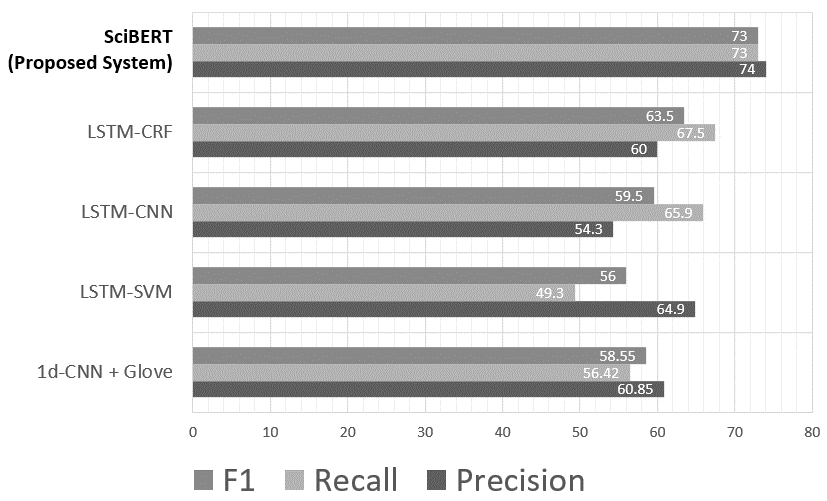 SciBERT
(Proposed System)
73
73
74
LSTM-CRF
63.5
67.5
60
LSTM-CNN
59.5
65.9
54.3
LSTM-SVM
56
49.3
64.9
1d-CNN + Glove
58.55
56.42
60.85
0 10 20 30 40 50 60 70 80
F1 Recall Precision